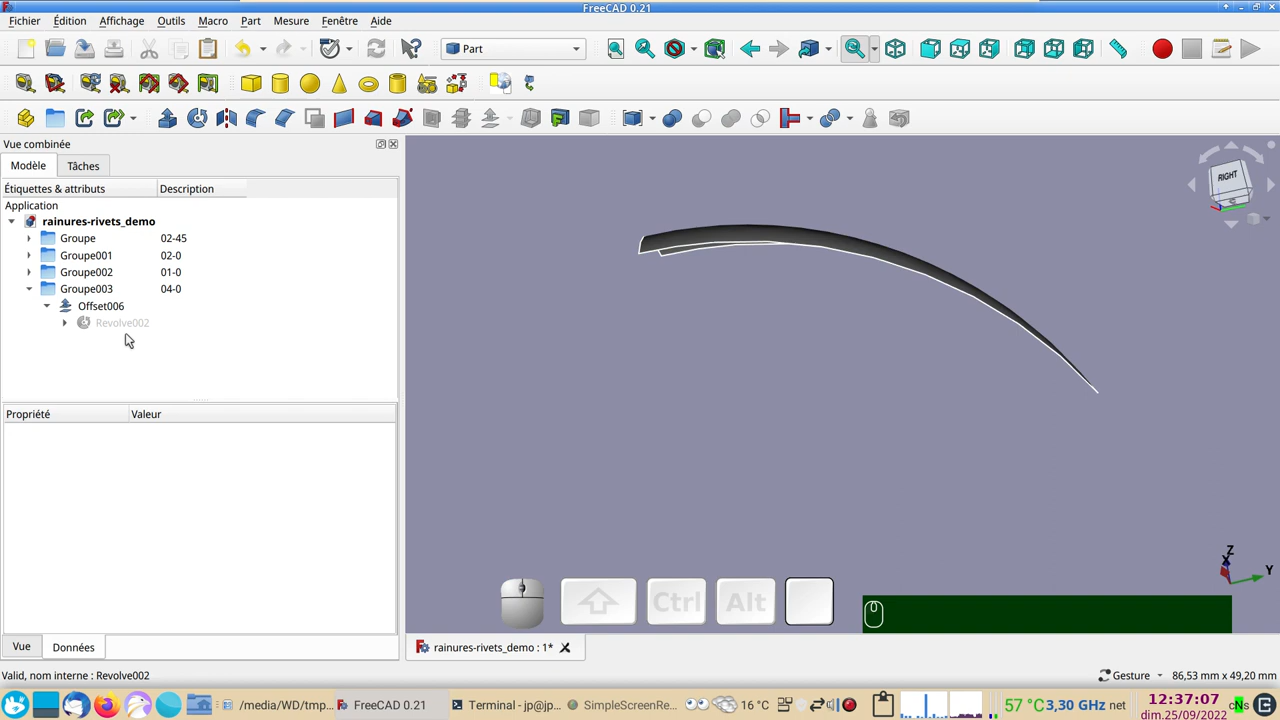 FreeCAD 0.21
Fichier Édition Affichage Outils Macro Part Mesure Fenêtre Aide
Part
Vue combinée
Modèle Tâches
Étiquettes & attributs Description
Application
rainures-rivets_demo
Groupe 02-45
Groupe001 02-0
Groupe002 01-0
Groupe003 04-0
Offset006
Revolve002
Propriété Valeur
RIGHT
Z
X
Y
Ctrl Alt
Vue Données
rainures-rivets_demo : 1*
Valid, nom interne : Revolve002
Gesture 86,53 mm x 49,20 mm
/media/WD/tmp... FreeCAD 0.21 Terminal - jp@jp... SimpleScreenRe... 16 °C 57 °C 3,30 GHz net 12:37:07 cNs
dim.25/09/2022